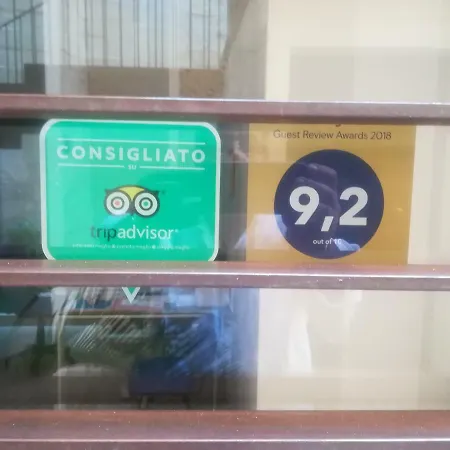 CONSIGLIATO
SU
tripadvisor®
Guest Review Awards 2018
9,2
out of 10